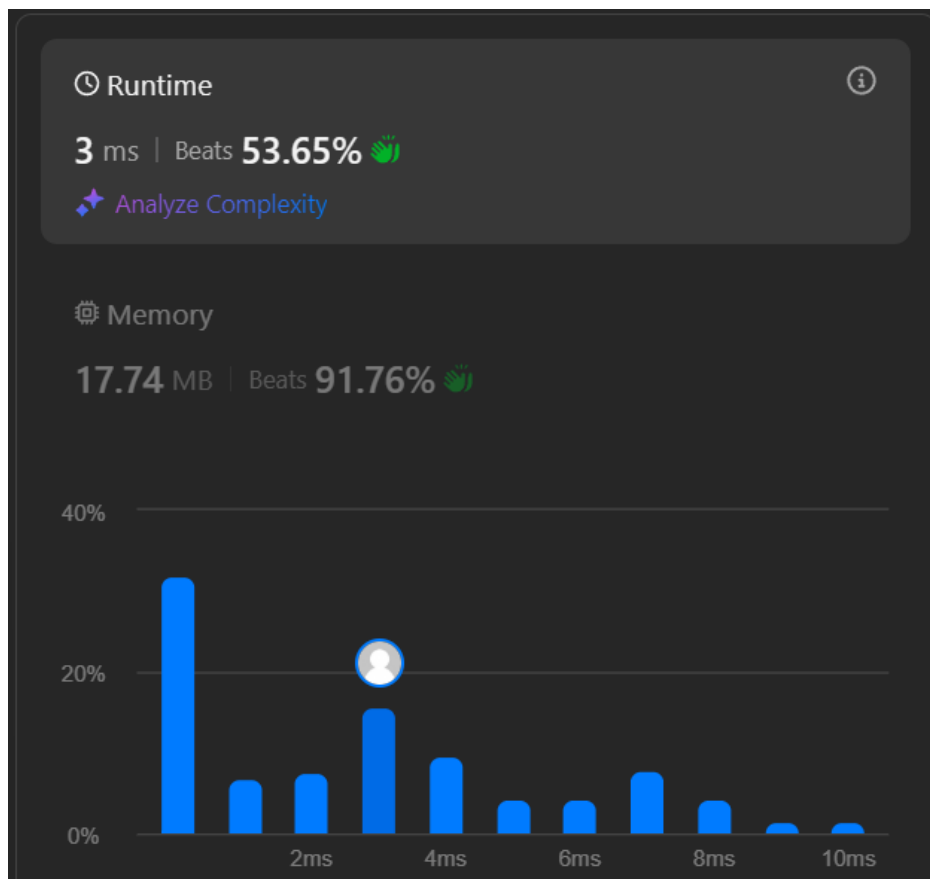 Runtime
3 ms | Beats 53.65%
Analyze Complexity
Memory
17.74 MB | Beats 91.76%
40%
20%
0%
2ms 4ms 6ms 8ms 10ms